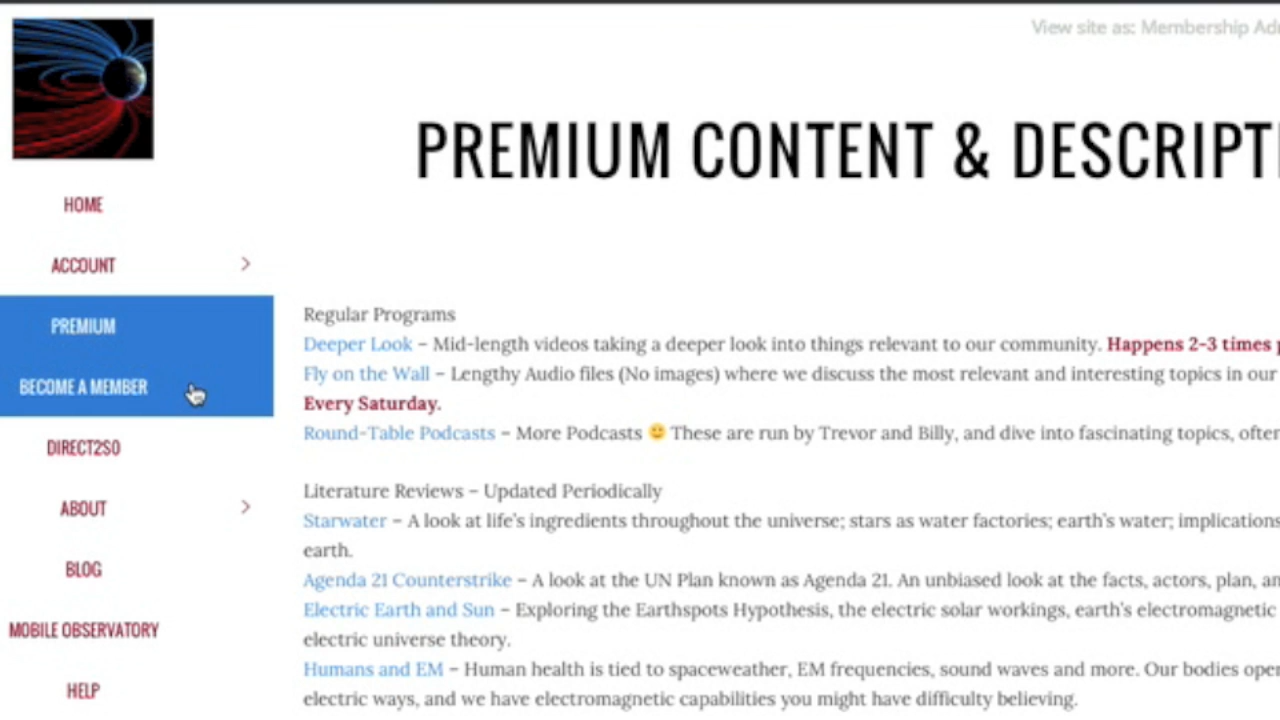 View site as: Membership
PREMIUM CONTENT &
HOME
ACCOUNT
PREMIUM
BECOME A MEMBER
DIRECT2S0
ABOUT
BLOG
MOBILE OBSERVATORY
HELP
Regular Programs
Deeper Look – Mid-length videos taking a deeper look into things relevant to our community. Happens 2-3 times
Fly on the Wall – Lengthy Audio files (No images) where we discuss the most relevant and interesting topics in our
Every Saturday.
Round-Table Podcasts – More Podcasts 🙂 These are run by Trevor and Billy, and dive into fascinating topics,
Literature Reviews – Updated Periodically
Starwater – A look at life's ingredients throughout the universe; stars as water factories; earth's water; implications
earth.
Agenda 21 Counterstrike – A look at the UN Plan known as Agenda 21. An unbiased look at the facts, actors, plan,
Electric Earth and Sun – Exploring the Earthspots Hypothesis, the electric solar workings, earth's electromagnetic
electric universe theory.
Humans and EM – Human health is tied to spaceweather, EM frequencies, sound waves and more. Our bodies
electric ways, and we have electromagnetic capabilities you might have difficulty believing.